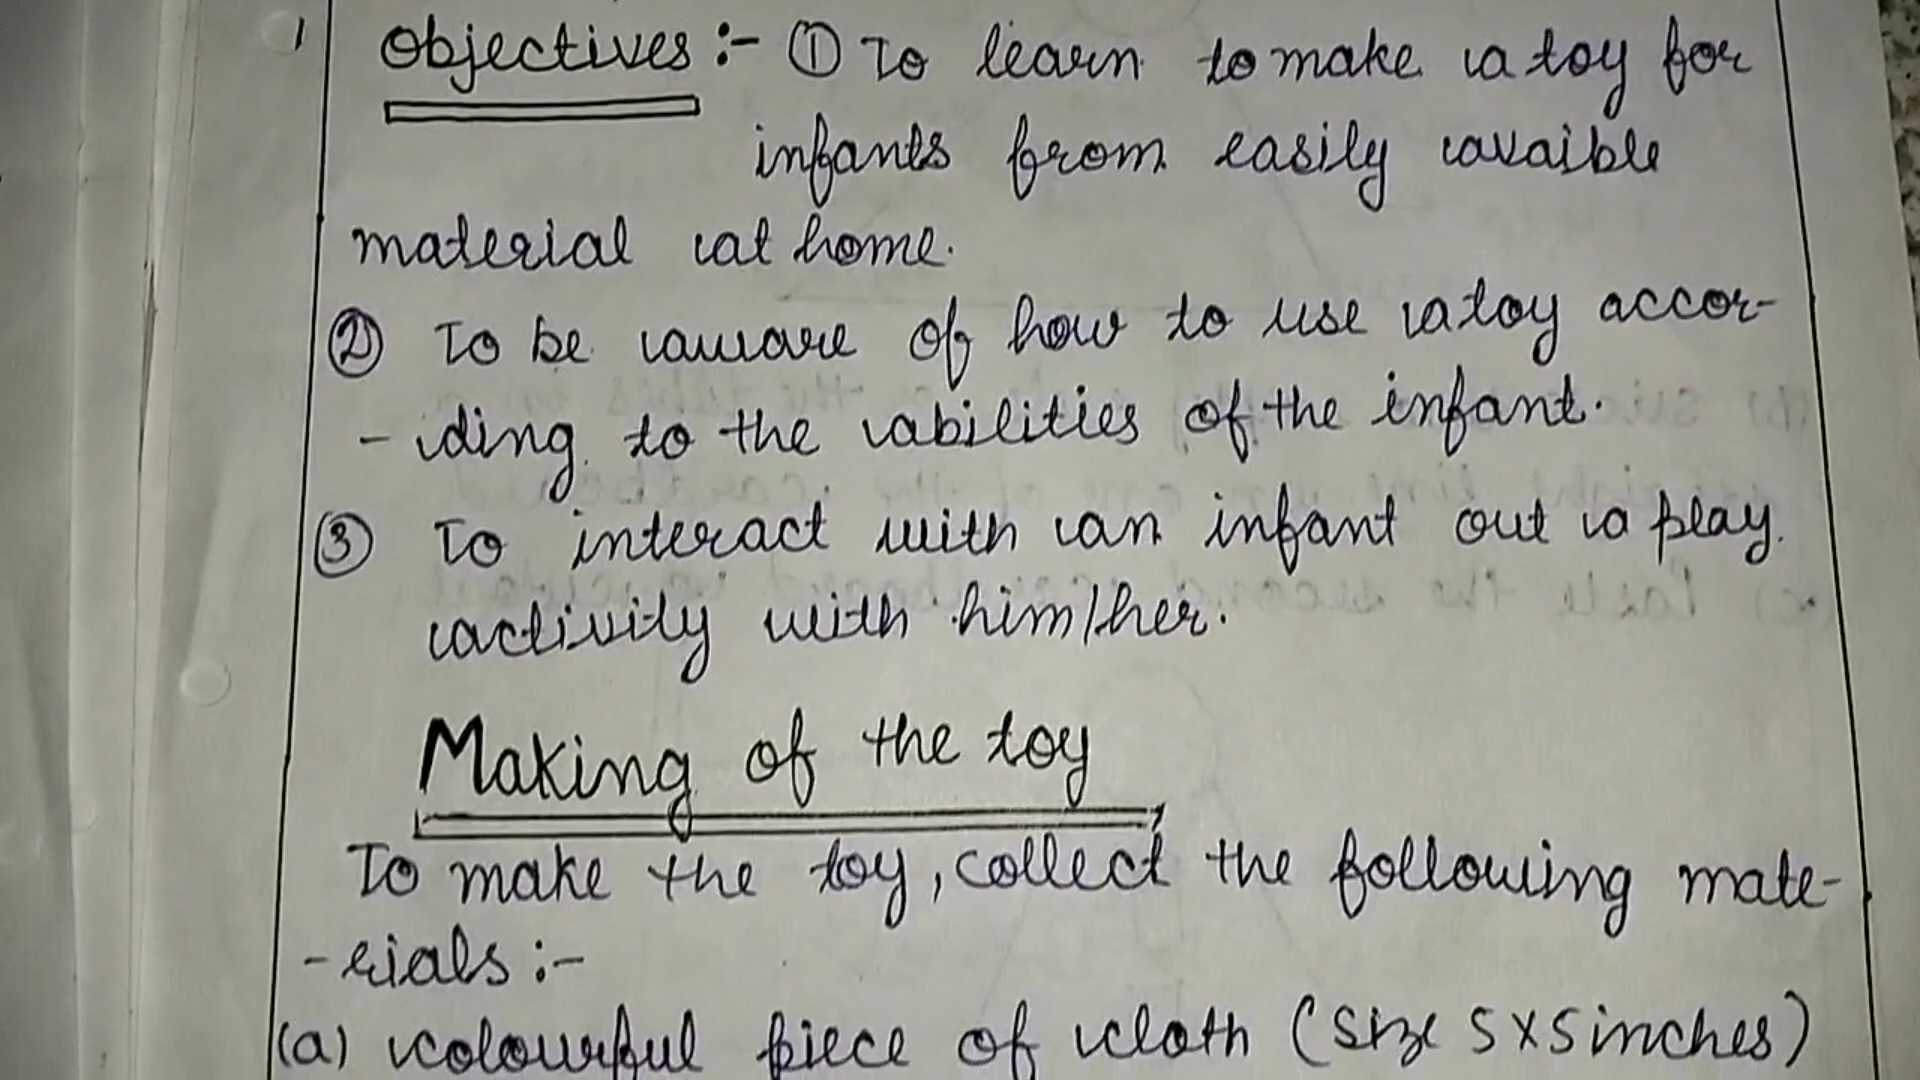 Objectives :- ① To learn to make a toy for
infants from easily avaible
material at home.
② To be aware of how to use a toy accor-
- ding to the abilities of the infant.
③ To interact with an infant out a play
activity with him/her.
Making of the toy
To make the toy, collect the following mate-
- rials :-
(a) colourful piece of cloth (size 5x5 inches)